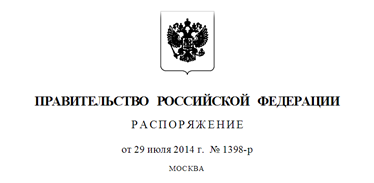 ПРАВИТЕЛЬСТВО РОССИЙСКОЙ ФЕДЕРАЦИИ
РАСПОРЯЖЕНИЕ
от 29 июля 2014 г. № 1398-р
МОСКВА